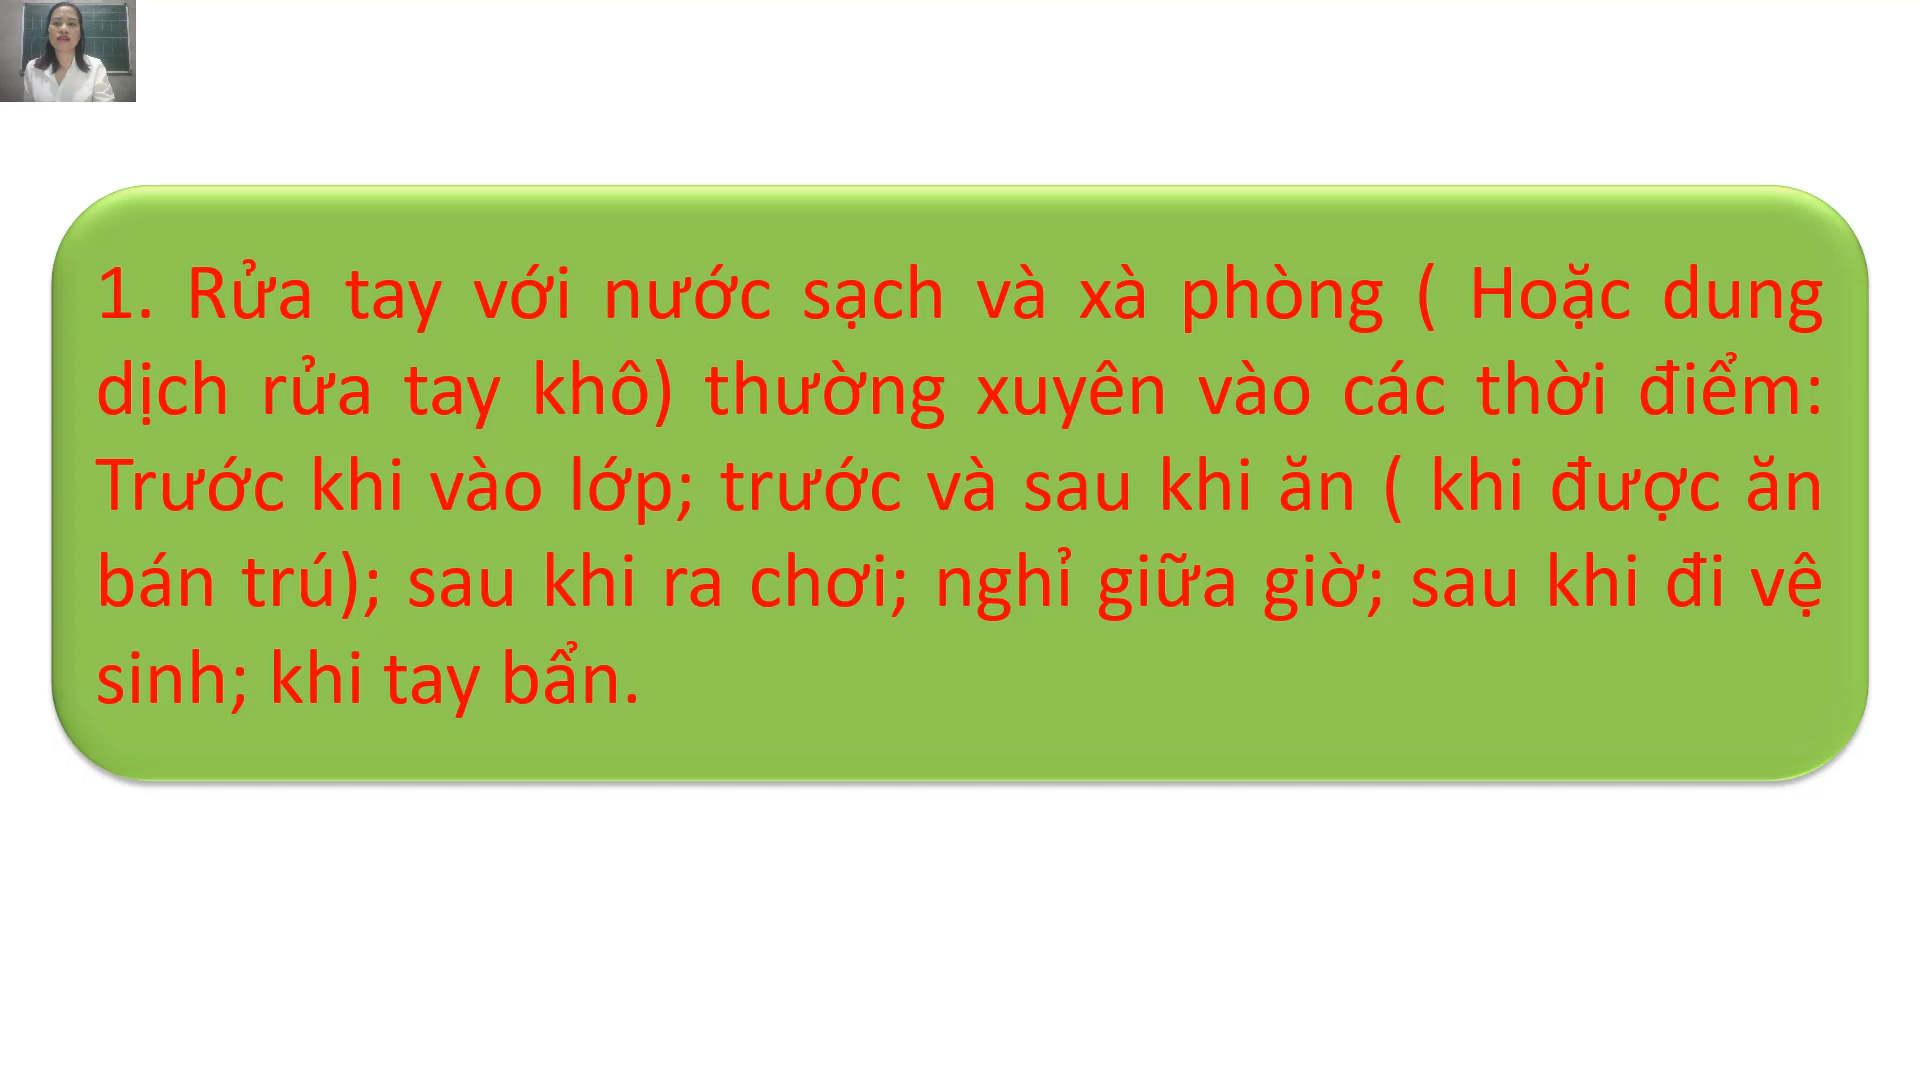 1. Rửa tay với nước sạch và xà phòng ( Hoặc dung
dịch rửa tay khô) thường xuyên vào các thời điểm:
Trước khi vào lớp; trước và sau khi ăn ( khi được ăn
bán trú); sau khi ra chơi; nghỉ giữa giờ; sau khi đi vệ
sinh; khi tay bẩn.